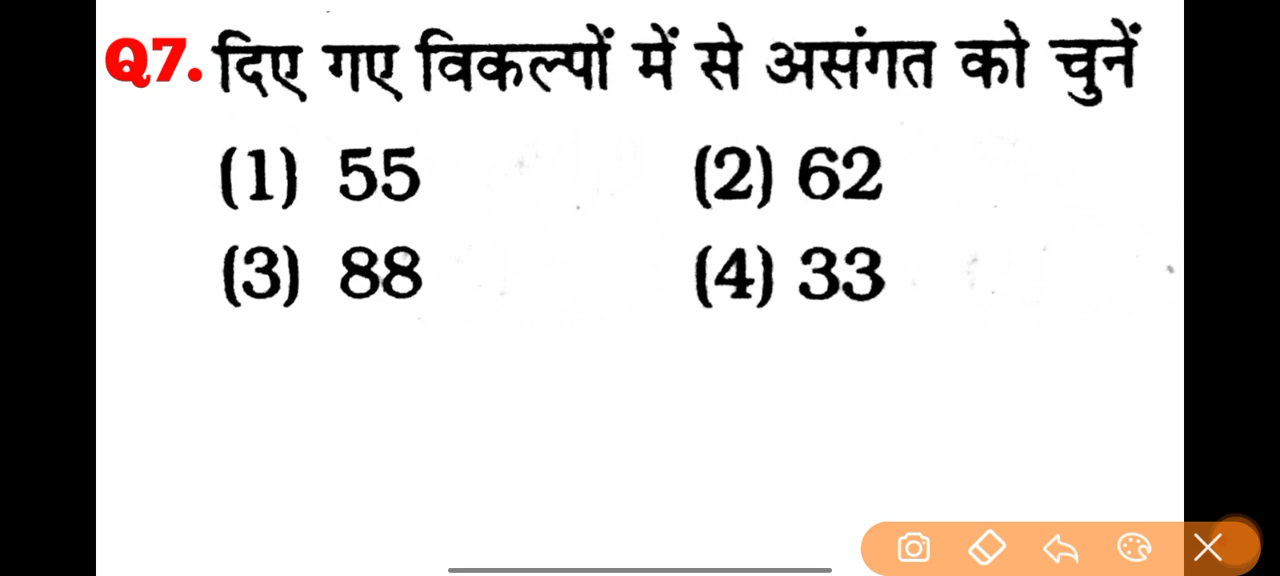 Q7. दिए गए विकल्पों में से असंगत को चुनें
(1) 55 (2) 62
(3) 88 (4) 33